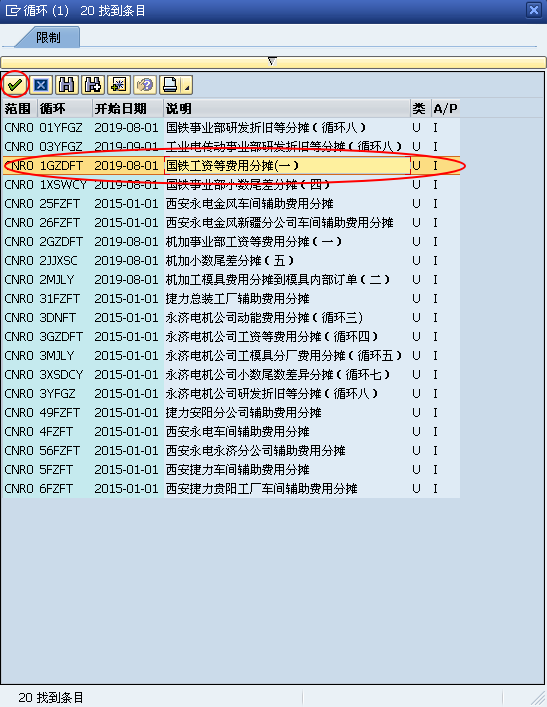 循环 (1)   20 找到条目
限制
范围 循环 开始日期 说明 类 A/P
CNR0 01YFGZ 2019-08-01 国铁事业部研发折旧等分摊（循环八） U I
CNR0 03YFGZ 2019-09-01 工业电传动事业部研发折旧等分摊（循环八） U I
CNR0 1GZDFT 2019-08-01 国铁工资等费用分摊(一） U I
CNR0 1XSWCY 2019-08-01 国铁事业部小数尾差分摊（四） U I
CNR0 25FZFT 2015-01-01 西安永电金风车间辅助费用分摊 U I
CNR0 26FZFT 2015-01-01 西安永电金风新疆分公司车间辅助费用分摊 U I
CNR0 2GZDFT 2019-08-01 机加事业部工资等费用分摊（一） U I
CNR0 2JJXSC 2019-08-01 机加小数尾差分摊（五） U I
CNR0 2MJLY 2019-08-01 机加工模具费用分摊到模具内部订单（二） U I
CNR0 31FZFT 2015-01-01 捷力总装工厂辅助费用分摊 U I
CNR0 3DNFT 2015-01-01 永济电机公司动能费用分摊（循环三） U I
CNR0 3GZDFT 2015-01-01 永济电机公司工资等费用分摊（循环四） U I
CNR0 3MJLY 2015-01-01 永济电机公司工模具分厂费用分摊（循环五） U I
CNR0 3XSDCY 2015-01-01 永济电机公司小数尾数差异分摊（循环七） U I
CNR0 3YFGZ 2015-01-01 永济电机公司研发折旧等分摊（循环八） U I
CNR0 49FZFT 2015-01-01 捷力安阳分公司辅助费用分摊 U I
CNR0 4FZFT 2015-01-01 西安永电车间辅助费用分摊 U I
CNR0 56FZFT 2015-01-01 西安永电永济分公司辅助费用分摊 U I
CNR0 5FZFT 2015-01-01 西安捷力车间辅助费用分摊 U I
CNR0 6FZFT 2015-01-01 西安捷力贵阳工厂车间辅助费用分摊 U I
20 找到条目